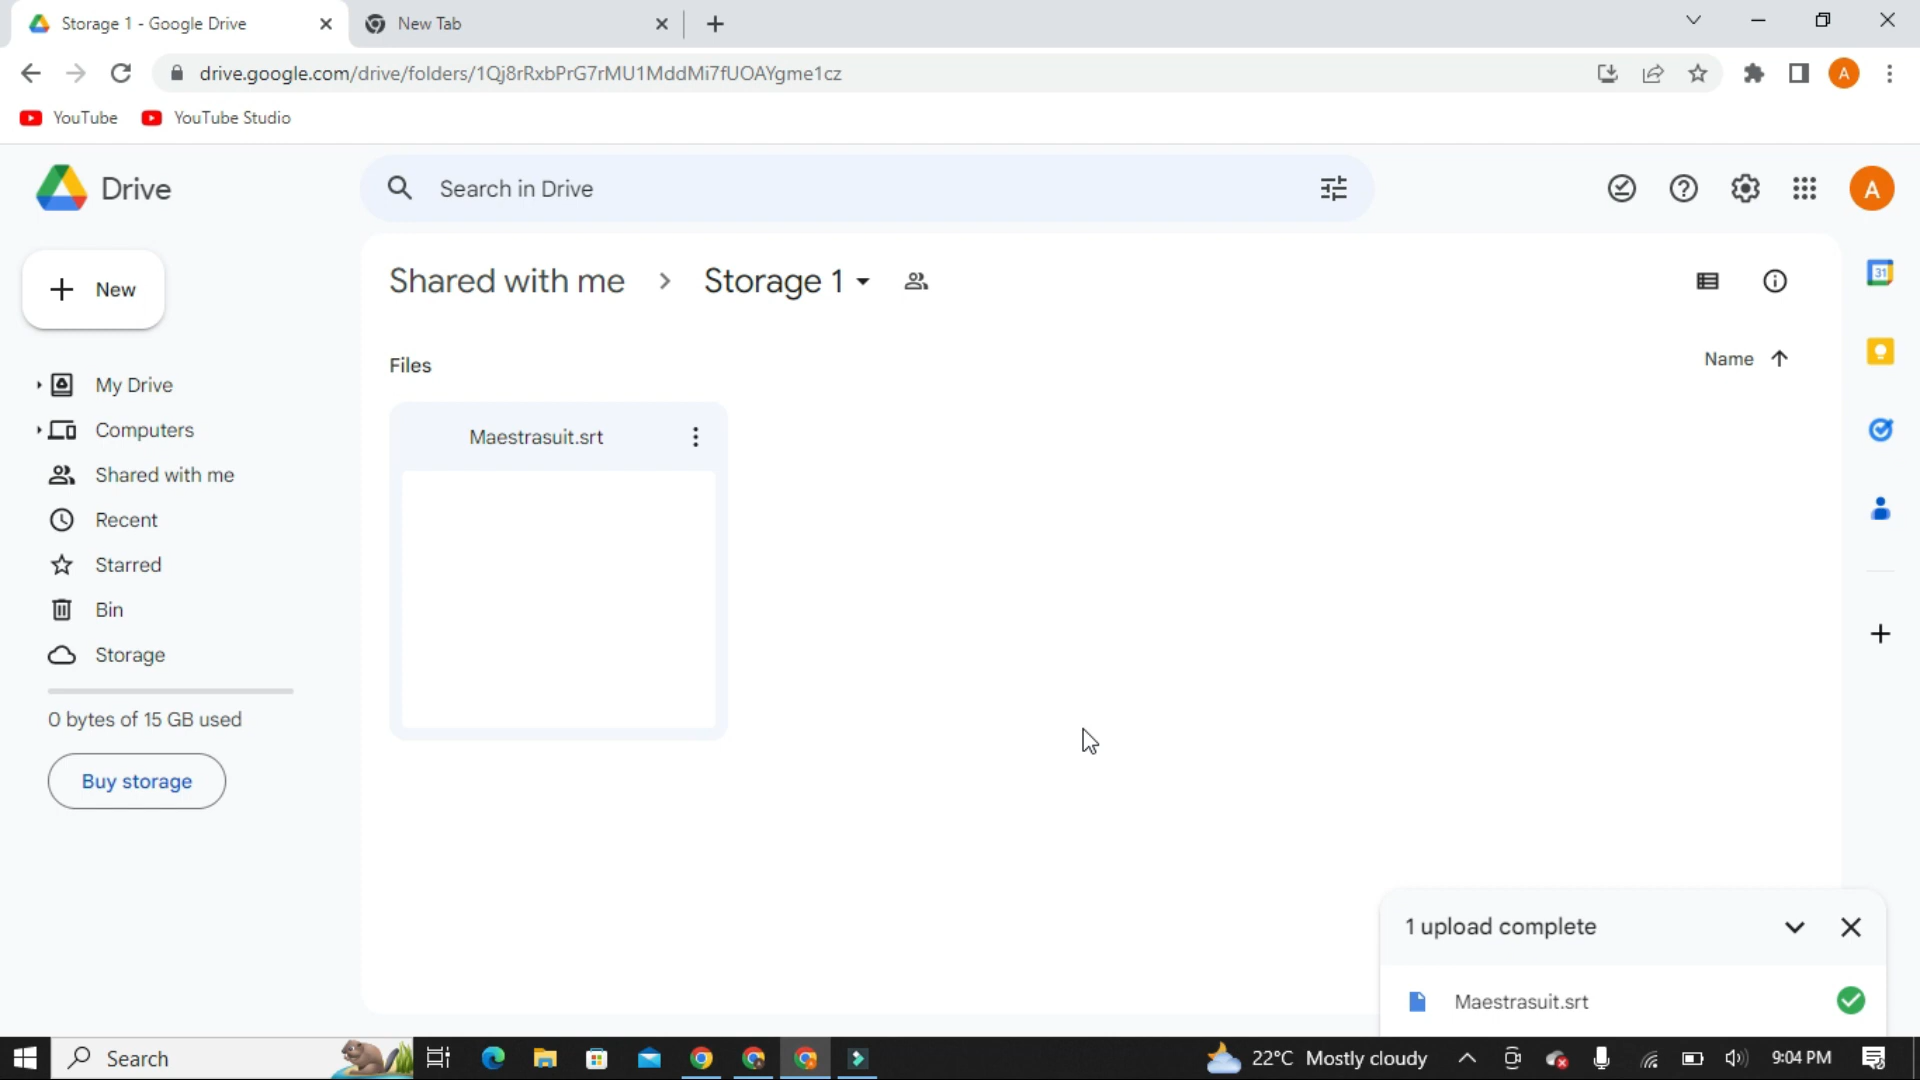 Storage 1 - Google Drive
New Tab
drive.google.com/drive/folders/1Qj8rRxbPrG7rMU1MddMi7fUOAYgme1cz
A
YouTube
YouTube Studio
Drive
Search in Drive
A
New
Shared with me
Storage 1
31
My Drive
Computers
Shared with me
Recent
Starred
Bin
Storage
0 bytes of 15 GB used
Buy storage
Files
Name
Maestrasuit.srt
1 upload complete
Maestrasuit.srt
Search
22°C Mostly cloudy
9:04 PM